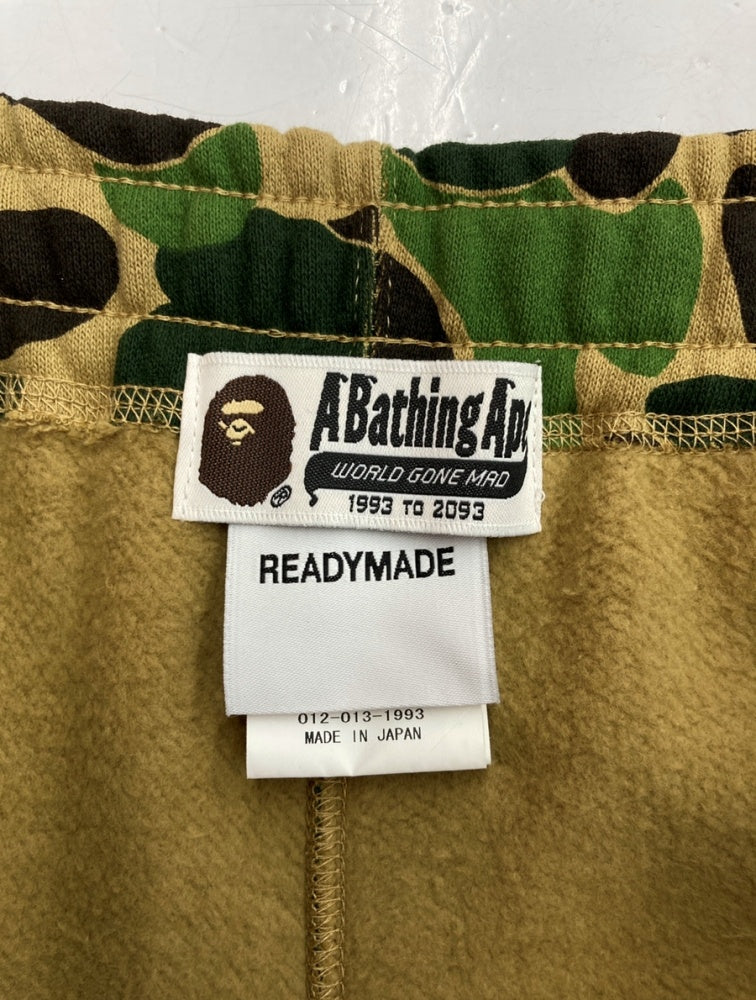 A Bathing Ape
WORLD GONE MAD
1993 TO 2093
READYMADE
012-013-1993
MADE IN JAPAN